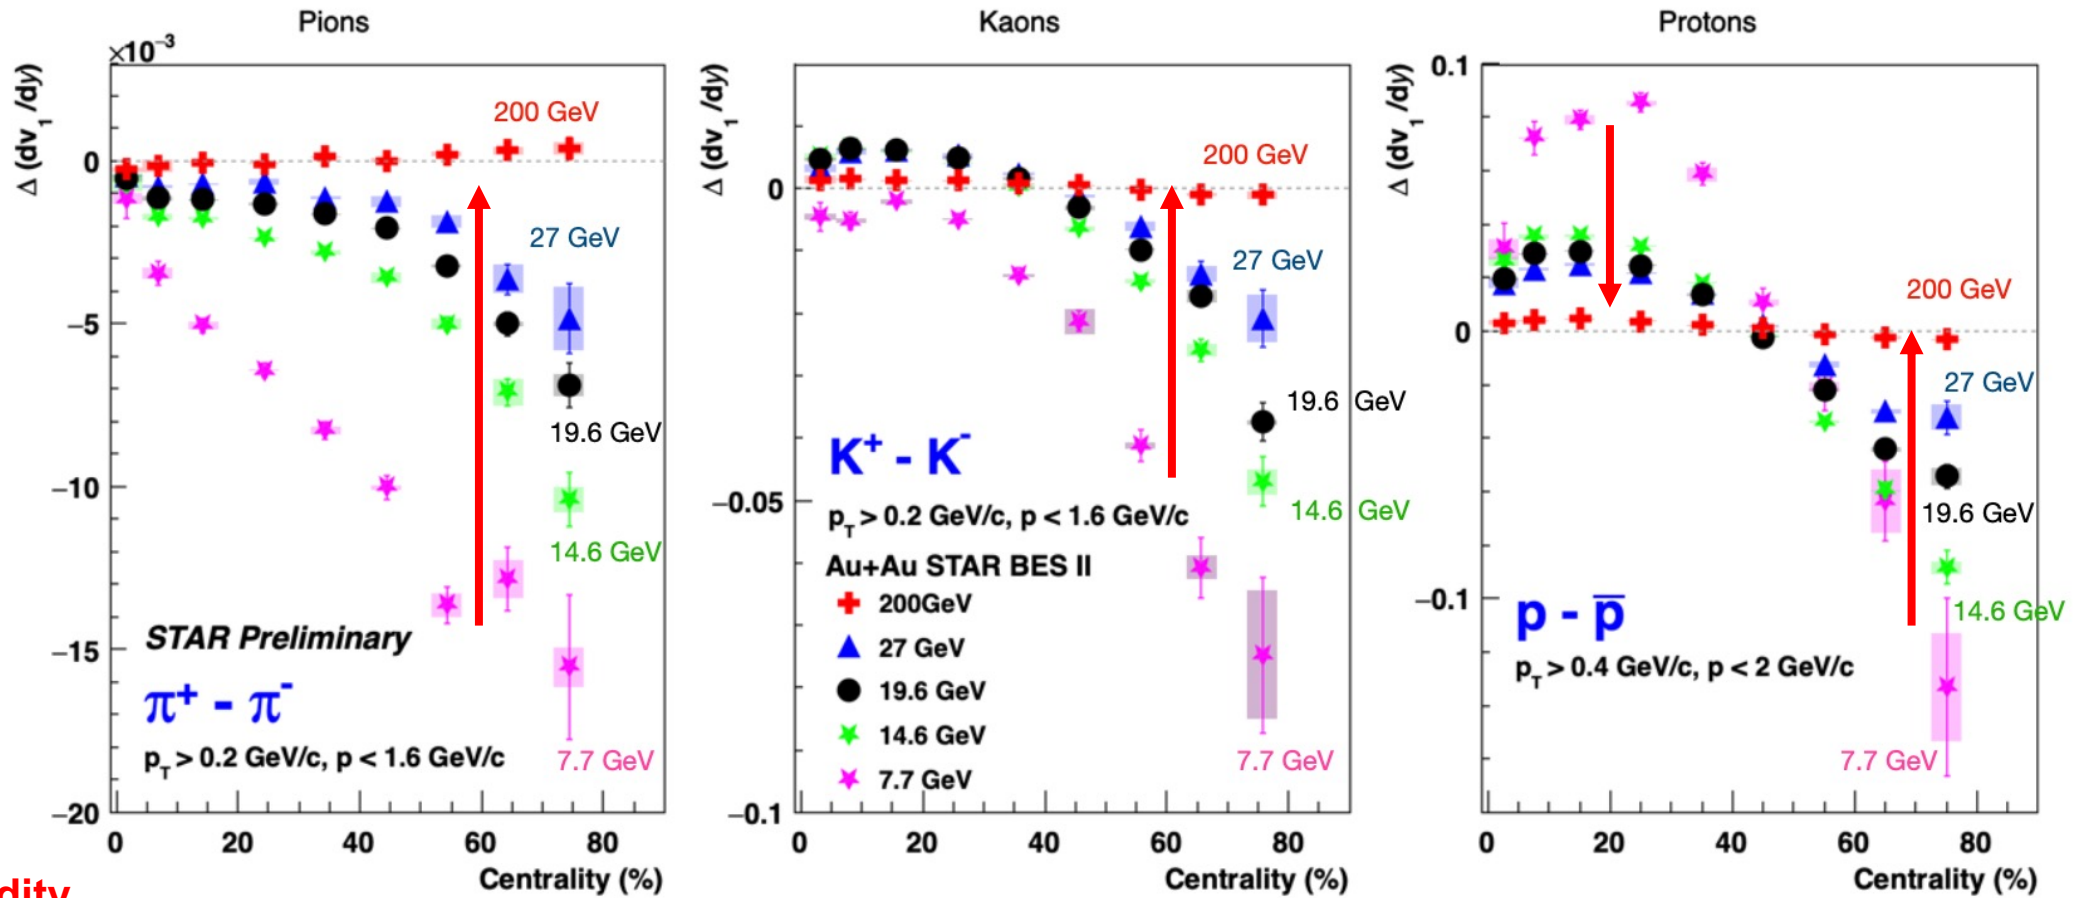 Pions
×10⁻³
Δ (dv₁/dy)
0
−5
−10
−15
−20
200 GeV
27 GeV
19.6 GeV
14.6 GeV
7.7 GeV
STAR Preliminary
π⁺ - π⁻
p_T > 0.2 GeV/c, p < 1.6 GeV/c
0 20 40 60 80
Centrality (%)
Kaons
Δ (dv₁/dy)
0
−0.05
−0.1
200 GeV
27 GeV
19.6 GeV
14.6 GeV
7.7 GeV
K⁺ - K⁻
p_T > 0.2 GeV/c, p < 1.6 GeV/c
Au+Au STAR BES II
200GeV
27 GeV
19.6 GeV
14.6 GeV
7.7 GeV
0 20 40 60 80
Centrality (%)
Protons
Δ (dv₁/dy)
0.1
0
−0.1
200 GeV
27 GeV
19.6 GeV
14.6 GeV
7.7 GeV
p - p̅
p_T > 0.4 GeV/c, p < 2 GeV/c
0 20 40 60 80
Centrality (%)